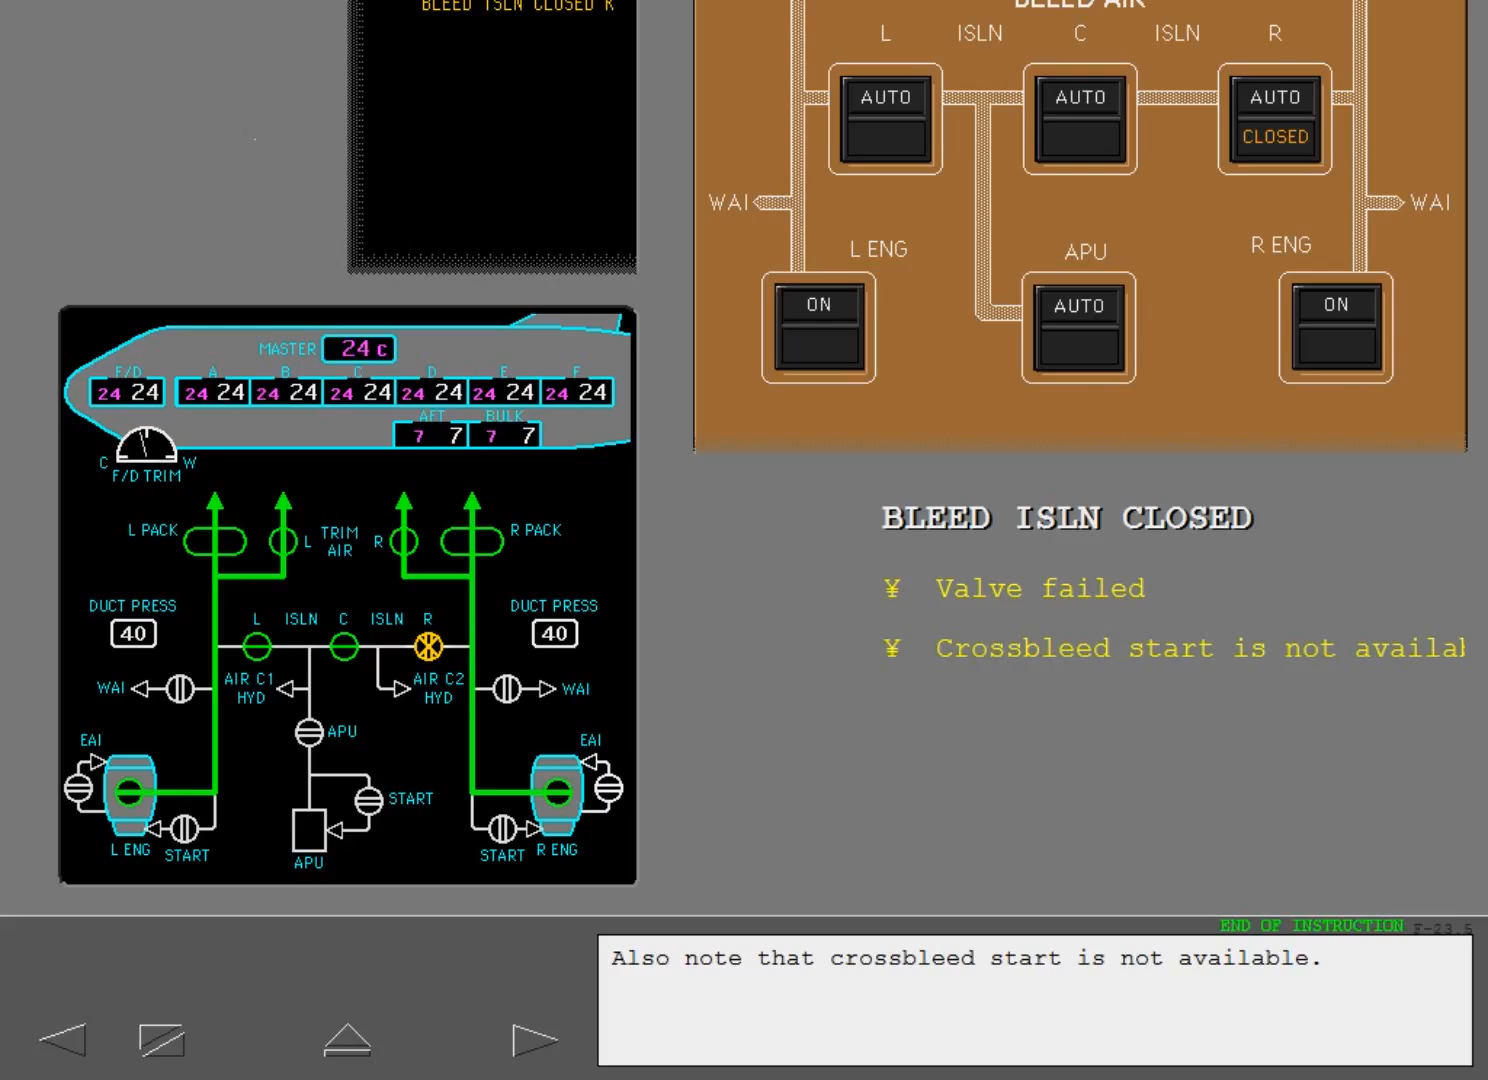 BLEED ISLN CLOSED R
BLEED AIR
L ISLN C ISLN R
AUTO AUTO AUTO
CLOSED
WAI WAI
L ENG APU R ENG
ON AUTO ON
MASTER 24 C
F/D A B C D E F
24 24 24 24 24 24 24 24 24 24 24 24 24 24
AFT BULK
7 7 7 7
C W
F/D TRIM
L PACK L TRIM AIR R R PACK
DUCT PRESS DUCT PRESS
40 40
L ISLN C ISLN R
WAI AIR C1 HYD AIR C2 HYD WAI
APU
EAI EAI
START
L ENG START APU START R ENG
BLEED ISLN CLOSED
¥ Valve failed
¥ Crossbleed start is not availab
END OF INSTRUCTION
Also note that crossbleed start is not available.